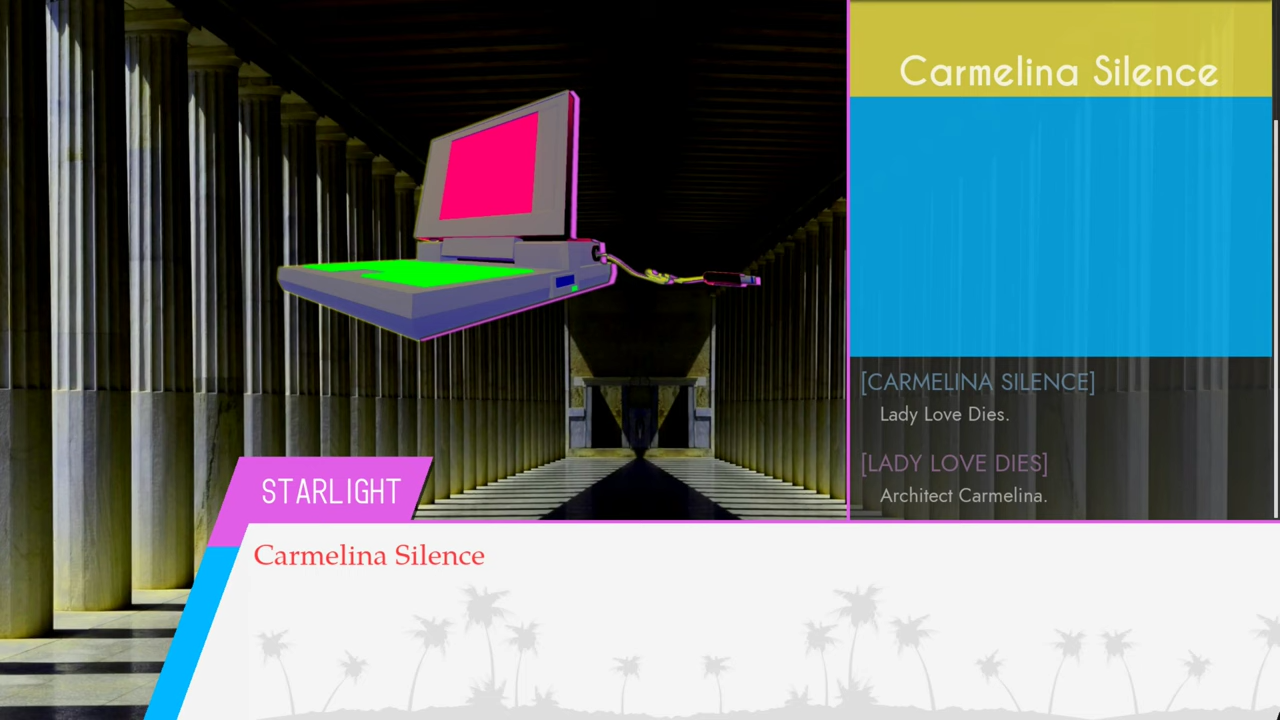 Carmelina Silence
[CARMELINA SILENCE]
Lady Love Dies.
[LADY LOVE DIES]
Architect Carmelina.
STARLIGHT
Carmelina Silence